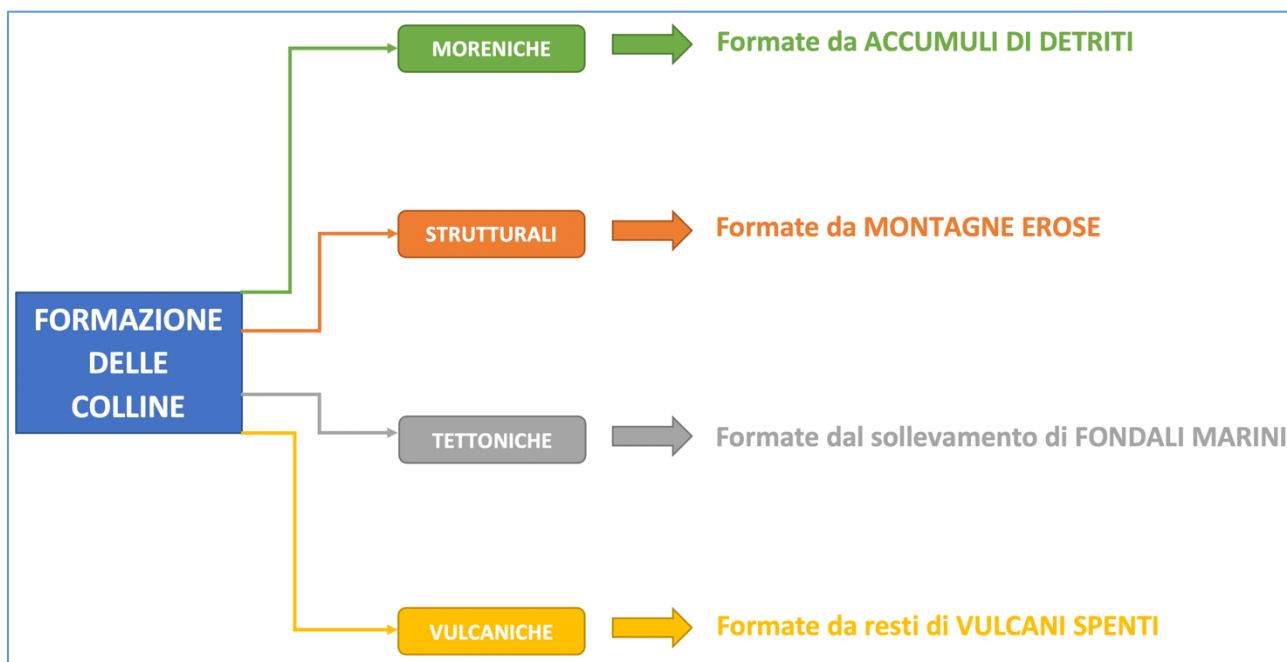 MORENICHE
Formate da ACCUMULI DI DETRITI
STRUTTURALI
Formate da MONTAGNE EROSE
FORMAZIONE
DELLE
COLLINE
TETTONICHE
Formate dal sollevamento di FONDALI MARINI
VULCANICHE
Formate da resti di VULCANI SPENTI